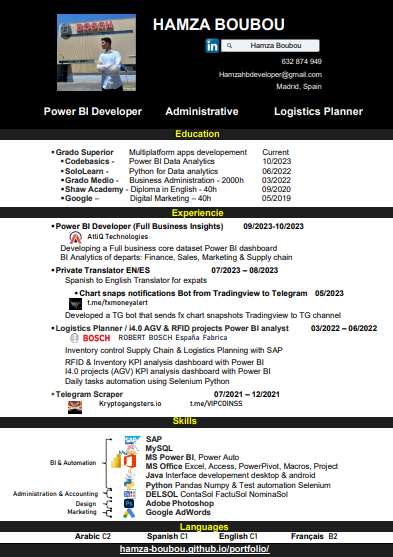 BOSCH
HAMZA BOUBOU
in Hamza Boubou
632 874 949
Hamzahbdeveloper@gmail.com
Madrid, Spain
Power BI Developer Administrative Logistics Planner
Education
• Grado Superior Multiplatform apps developement Current
• Codebasics - Power BI Data Analytics 10/2023
• SoloLearn - Python for Data analytics 06/2022
• Grado Medio - Business Administration - 2000h 03/2022
• Shaw Academy - Diploma in English - 40h 09/2020
• Google – Digital Marketing – 40h 05/2019
Experiencie
• Power BI Developer (Full Business Insights) 09/2023-10/2023
AtliQ Technologies
Developing a Full business core dataset Power BI dashboard
BI Analytics of departs: Finance, Sales, Marketing & Supply chain
• Private Translator EN/ES 07/2023 – 08/2023
Spanish to English Translator for expats
• Chart snaps notifications Bot from Tradingview to Telegram 05/2023
t.me/fxmoneyalert
Developed a TG bot that sends fx chart snapshots Tradingview to TG channel
• Logistics Planner / i4.0 AGV & RFID projects Power BI analyst 03/2022 – 06/2022
BOSCH ROBERT BOSCH España Fabrica
Inventory control Supply Chain & Logistics Planning with SAP
RFID & Inventory KPI analysis dashboard with Power BI
I4.0 projects (AGV) KPI analysis dashboard with Power BI
Daily tasks automation using Selenium Python
• Telegram Scraper 07/2021 – 12/2021
Kryptogangsters.io t.me/VIPCOINSS
Skills
SAP SAP
MySQL MySQL
BI & Automation MS Power BI, Power Auto
MS Office Excel, Access, PowerPivot, Macros, Project
Java Interface developement desktop & android
Python Pandas Numpy & Test automation Selenium
Administration & Accounting DELSOL ContaSol FactuSol NominaSol
Design Ps Adobe Photoshop
Marketing Google AdWords
Languages
Arabic C2 Spanish C1 English C1 Français B2
hamza-boubou.github.io/portfolio/